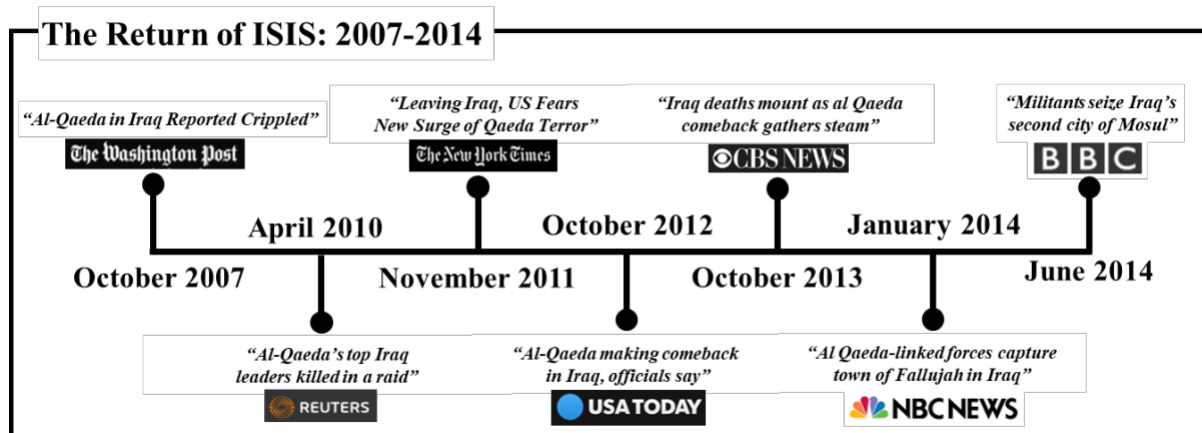 The Return of ISIS: 2007-2014
“Al-Qaeda in Iraq Reported Crippled”
The Washington Post
“Leaving Iraq, US Fears
New Surge of Qaeda Terror”
The New York Times
“Iraq deaths mount as al Qaeda
comeback gathers steam”
CBS NEWS
“Militants seize Iraq’s
second city of Mosul”
BBC
April 2010
October 2012
January 2014
October 2007
November 2011
October 2013
June 2014
“Al-Qaeda’s top Iraq
leaders killed in a raid”
REUTERS
“Al-Qaeda making comeback
in Iraq, officials say”
USA TODAY
“Al Qaeda-linked forces capture
town of Fallujah in Iraq”
NBC NEWS